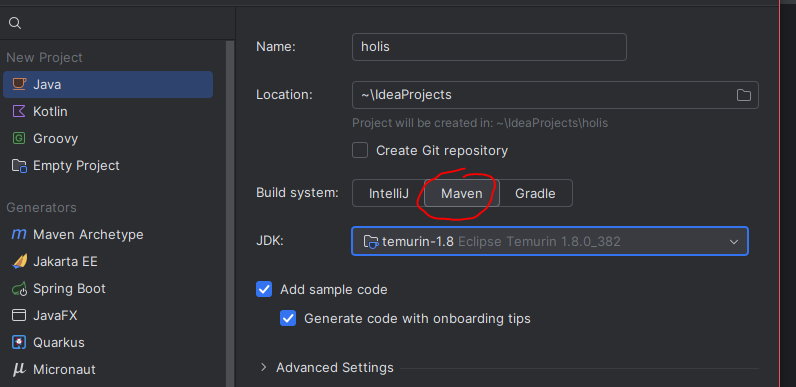 New Project
Java
Kotlin
Groovy
Empty Project
Generators
Maven Archetype
Jakarta EE
Spring Boot
JavaFX
Quarkus
Micronaut
Name: holis
Location: ~\IdeaProjects
Project will be created in: ~\IdeaProjects\holis
Create Git repository
Build system: IntelliJ Maven Gradle
JDK: temurin-1.8 Eclipse Temurin 1.8.0_382
Add sample code
Generate code with onboarding tips
Advanced Settings